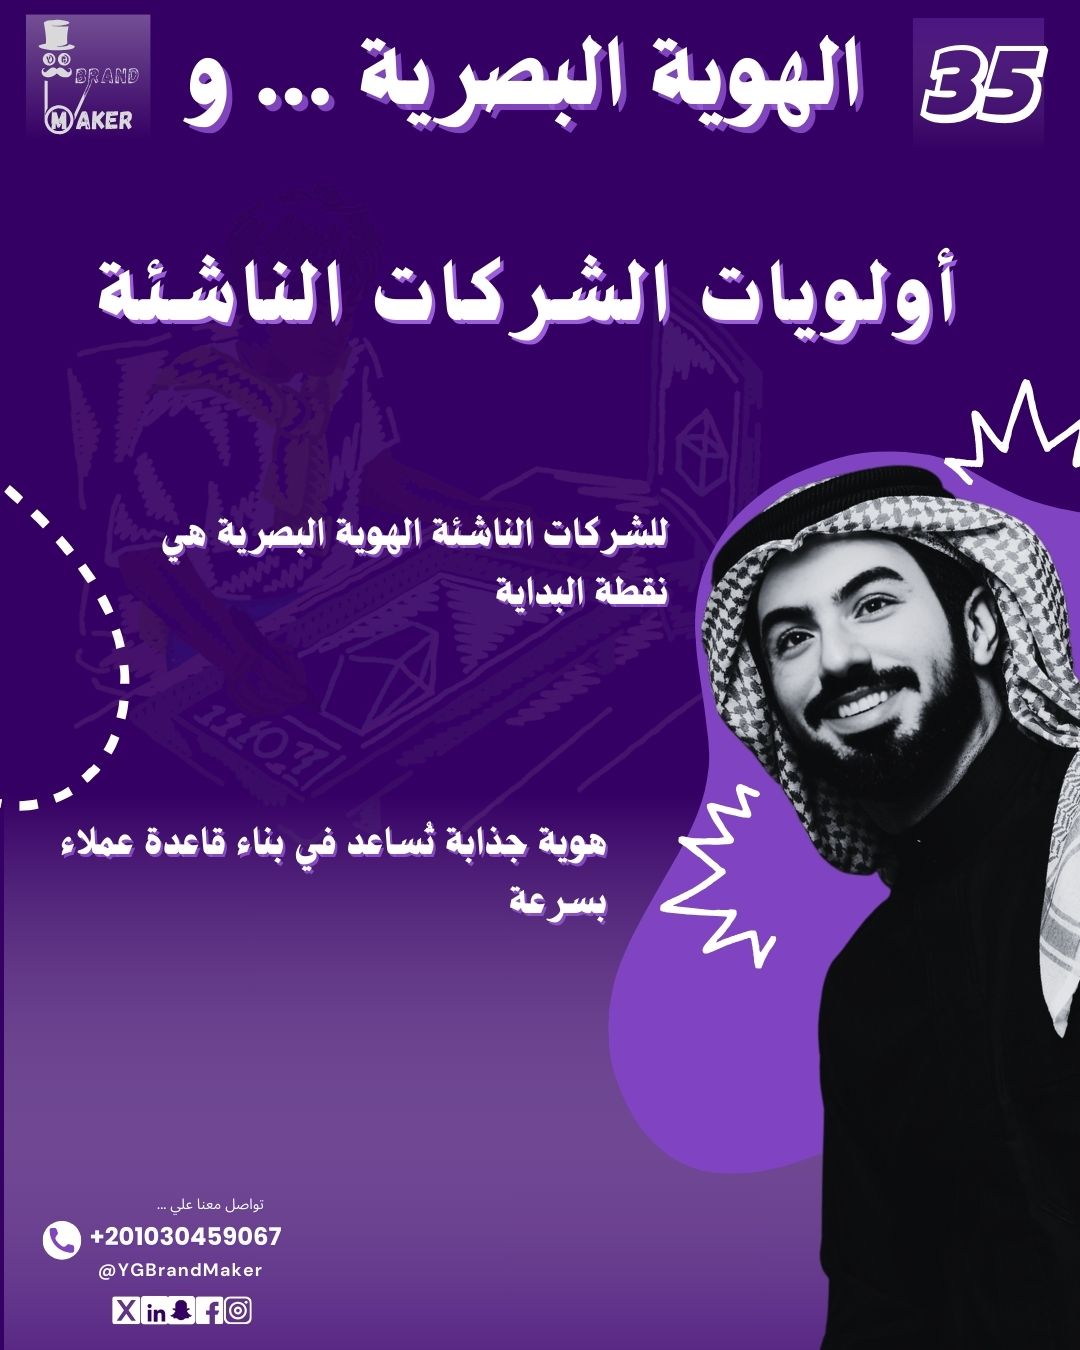 35
الهوية البصرية ... و
BRAND
MAKER
أولويات الشركات الناشئة
للشركات الناشئة الهوية البصرية هي
نقطة البداية
هوية جذابة تُساعد في بناء قاعدة عملاء
بسرعة
تواصل معنا علي ...
+201030459067
@YGBrandMaker